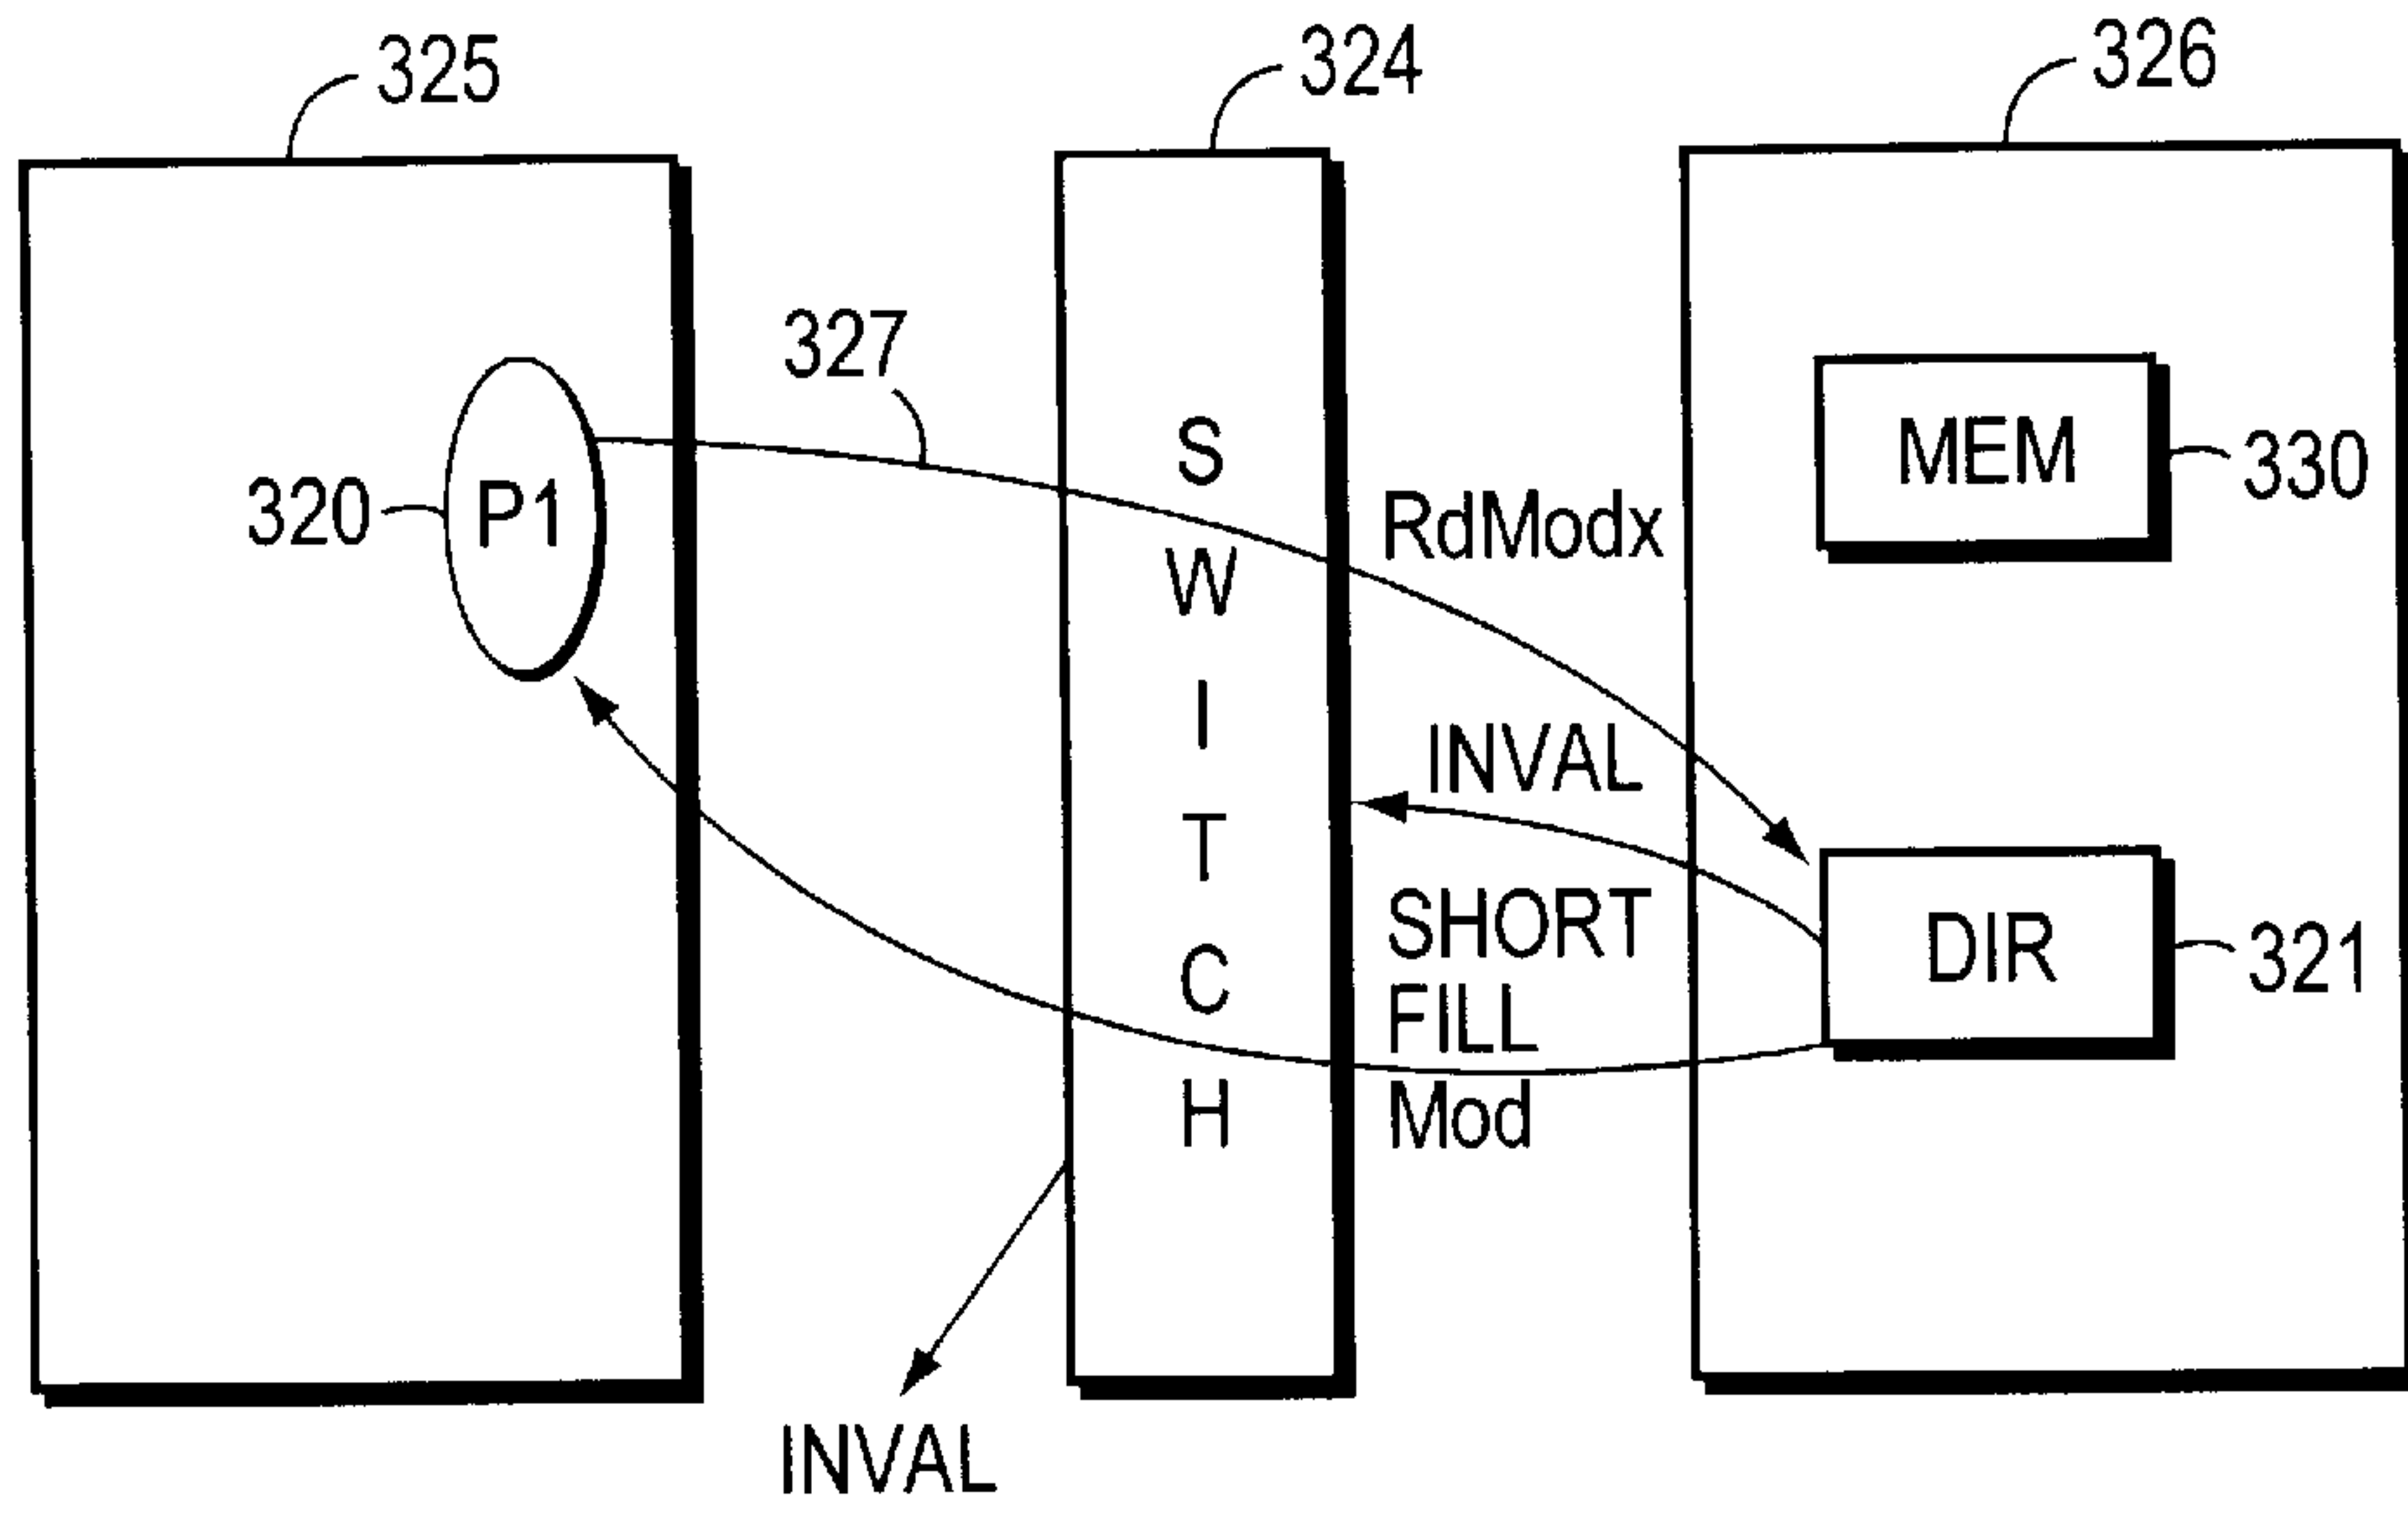 325
324
326
327
S
W
I
T
C
H
MEM
330
320
P1
RdModx
INVAL
SHORT
FILL
Mod
DIR
321
INVAL